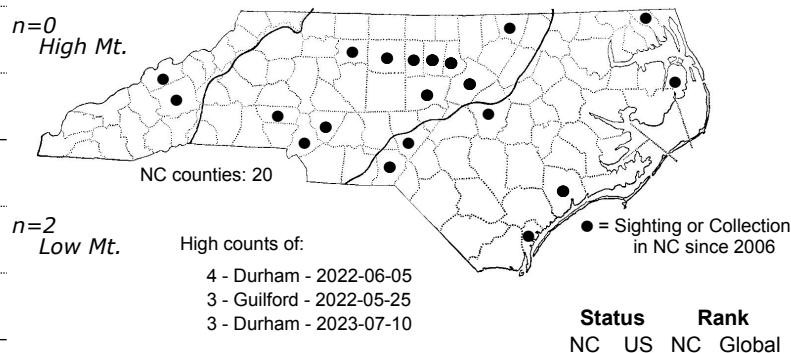 n=0
High Mt.
NC counties: 20
n=2
Low Mt.
● = Sighting or Collection
in NC since 2006
High counts of:
4 - Durham - 2022-06-05
3 - Guilford - 2022-05-25
3 - Durham - 2023-07-10
Status Rank
NC US NC Global